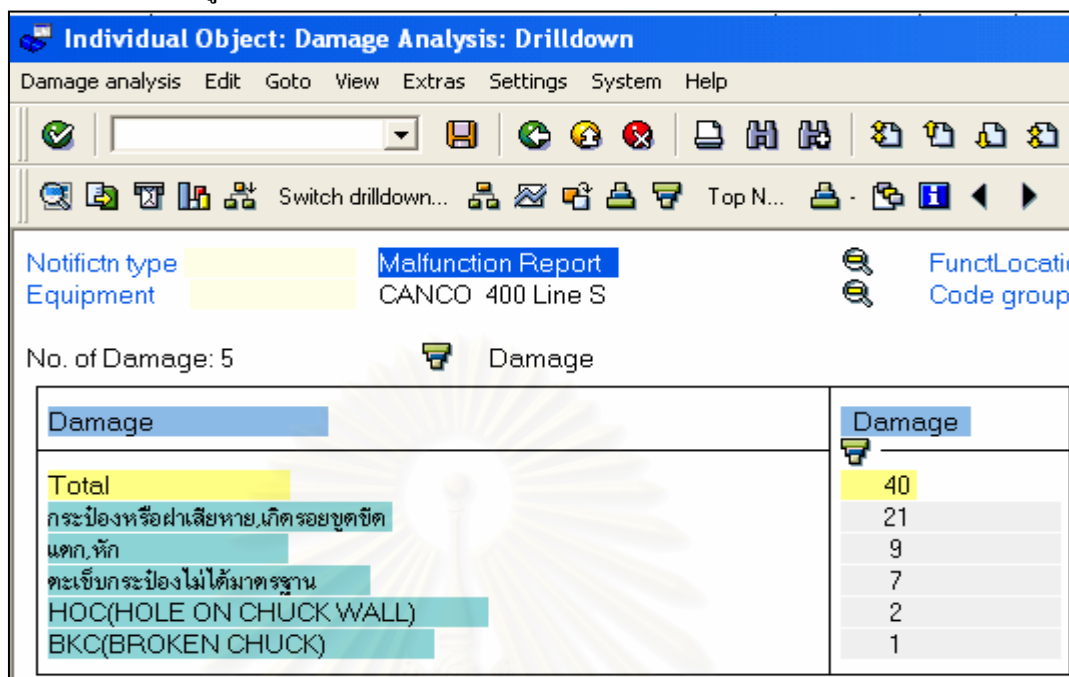 Individual Object: Damage Analysis: Drilldown
Damage analysis Edit Goto View Extras Settings System Help
Switch drilldown... Top N...
Notifictn type Malfunction Report FunctLocati
Equipment CANCO 400 Line S Code group
No. of Damage: 5 Damage
Damage Damage
Total 40
กระป๋องหรือฝาเสียหาย,เกิดรอยขูดขีด 21
แตก,หัก 9
ตะเข็บกระป๋องไม่ได้มาตรฐาน 7
HOC(HOLE ON CHUCK WALL) 2
BKC(BROKEN CHUCK) 1